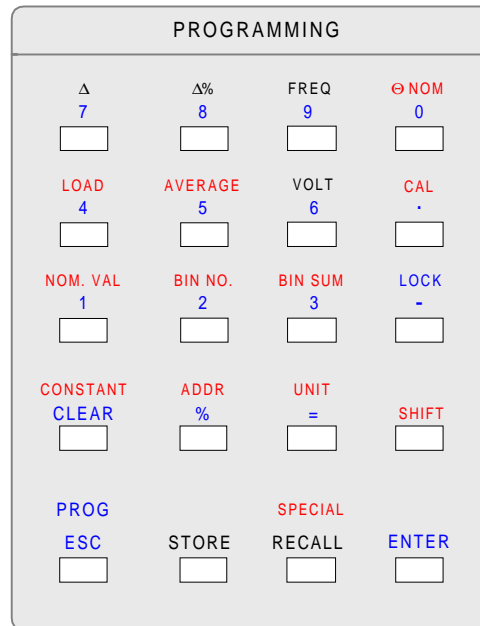 PROGRAMMING
Δ Δ% FREQ Θ NOM
7 8 9 0
LOAD AVERAGE VOLT CAL
4 5 6 ·
NOM. VAL BIN NO. BIN SUM LOCK
1 2 3 -
CONSTANT ADDR UNIT
CLEAR % = SHIFT
PROG SPECIAL
ESC STORE RECALL ENTER